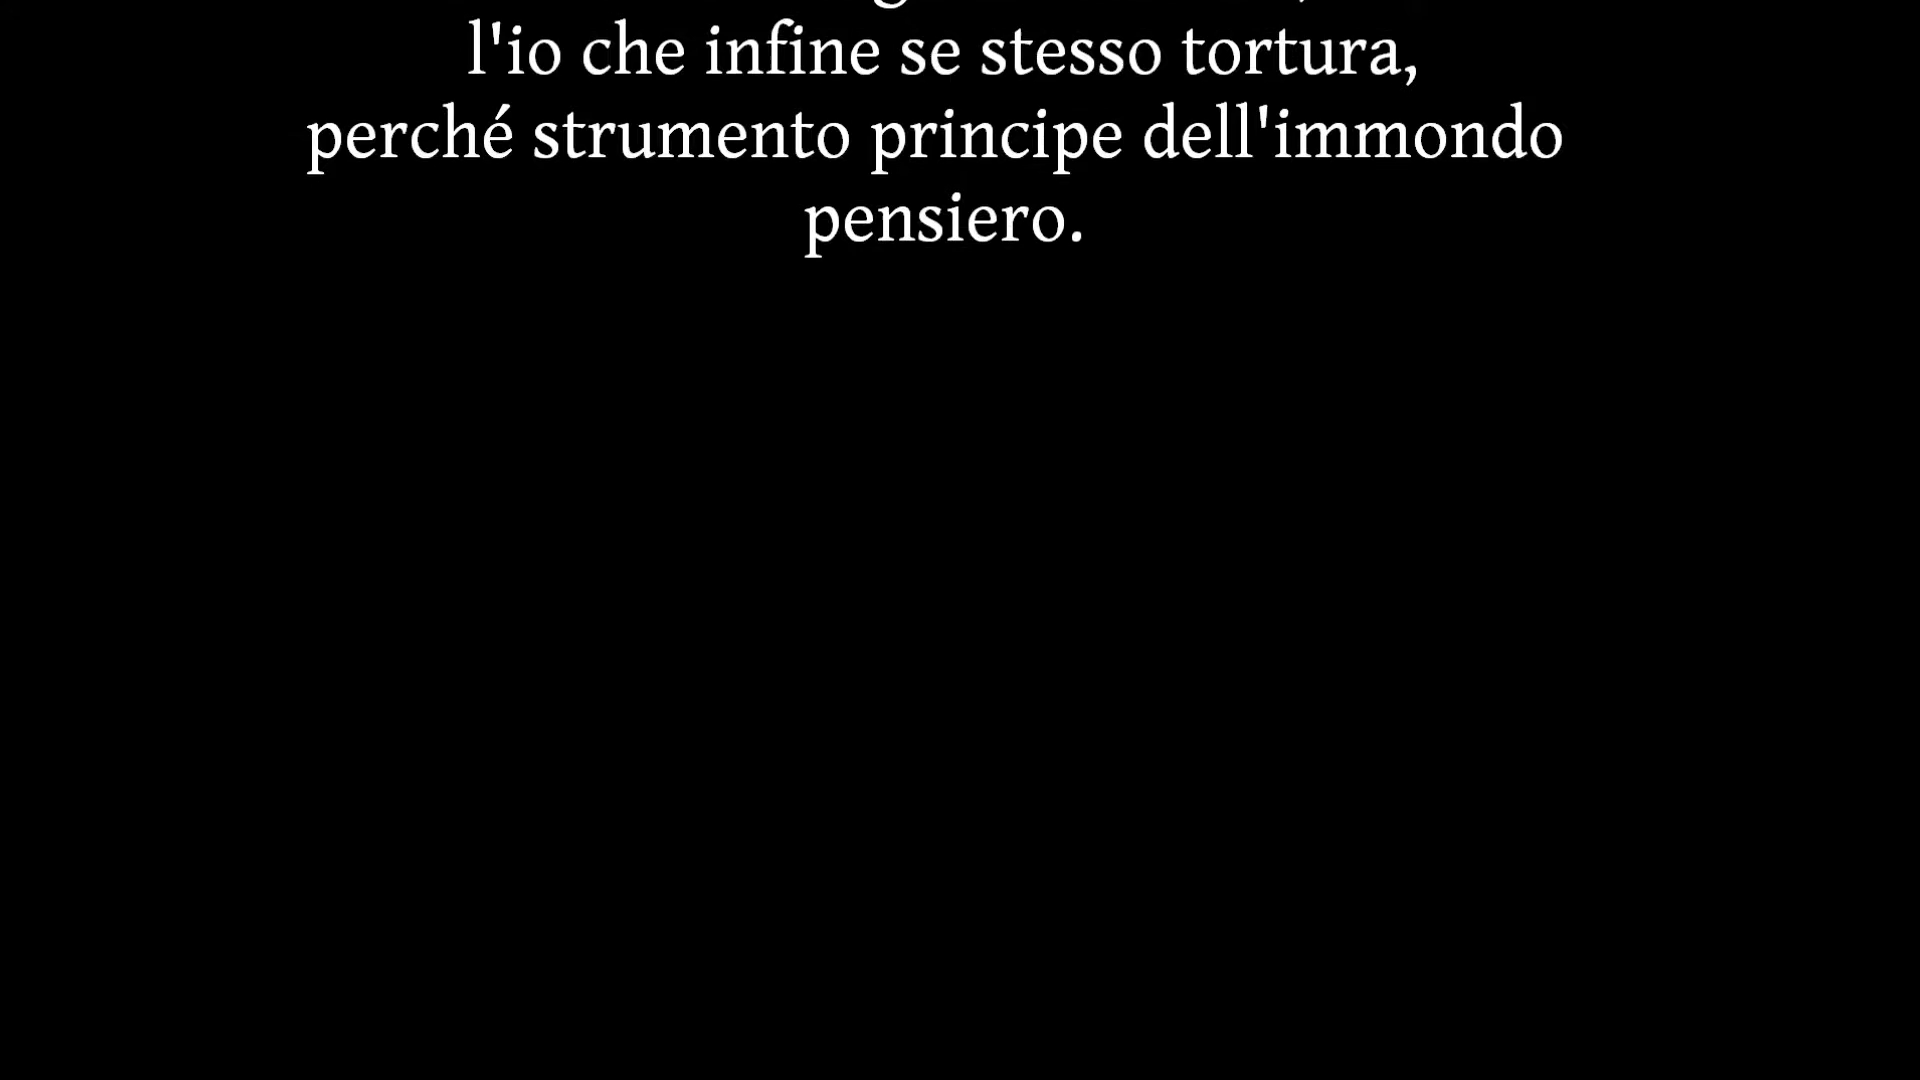 l'io che infine se stesso tortura,
perché strumento principe dell'immondo
pensiero.